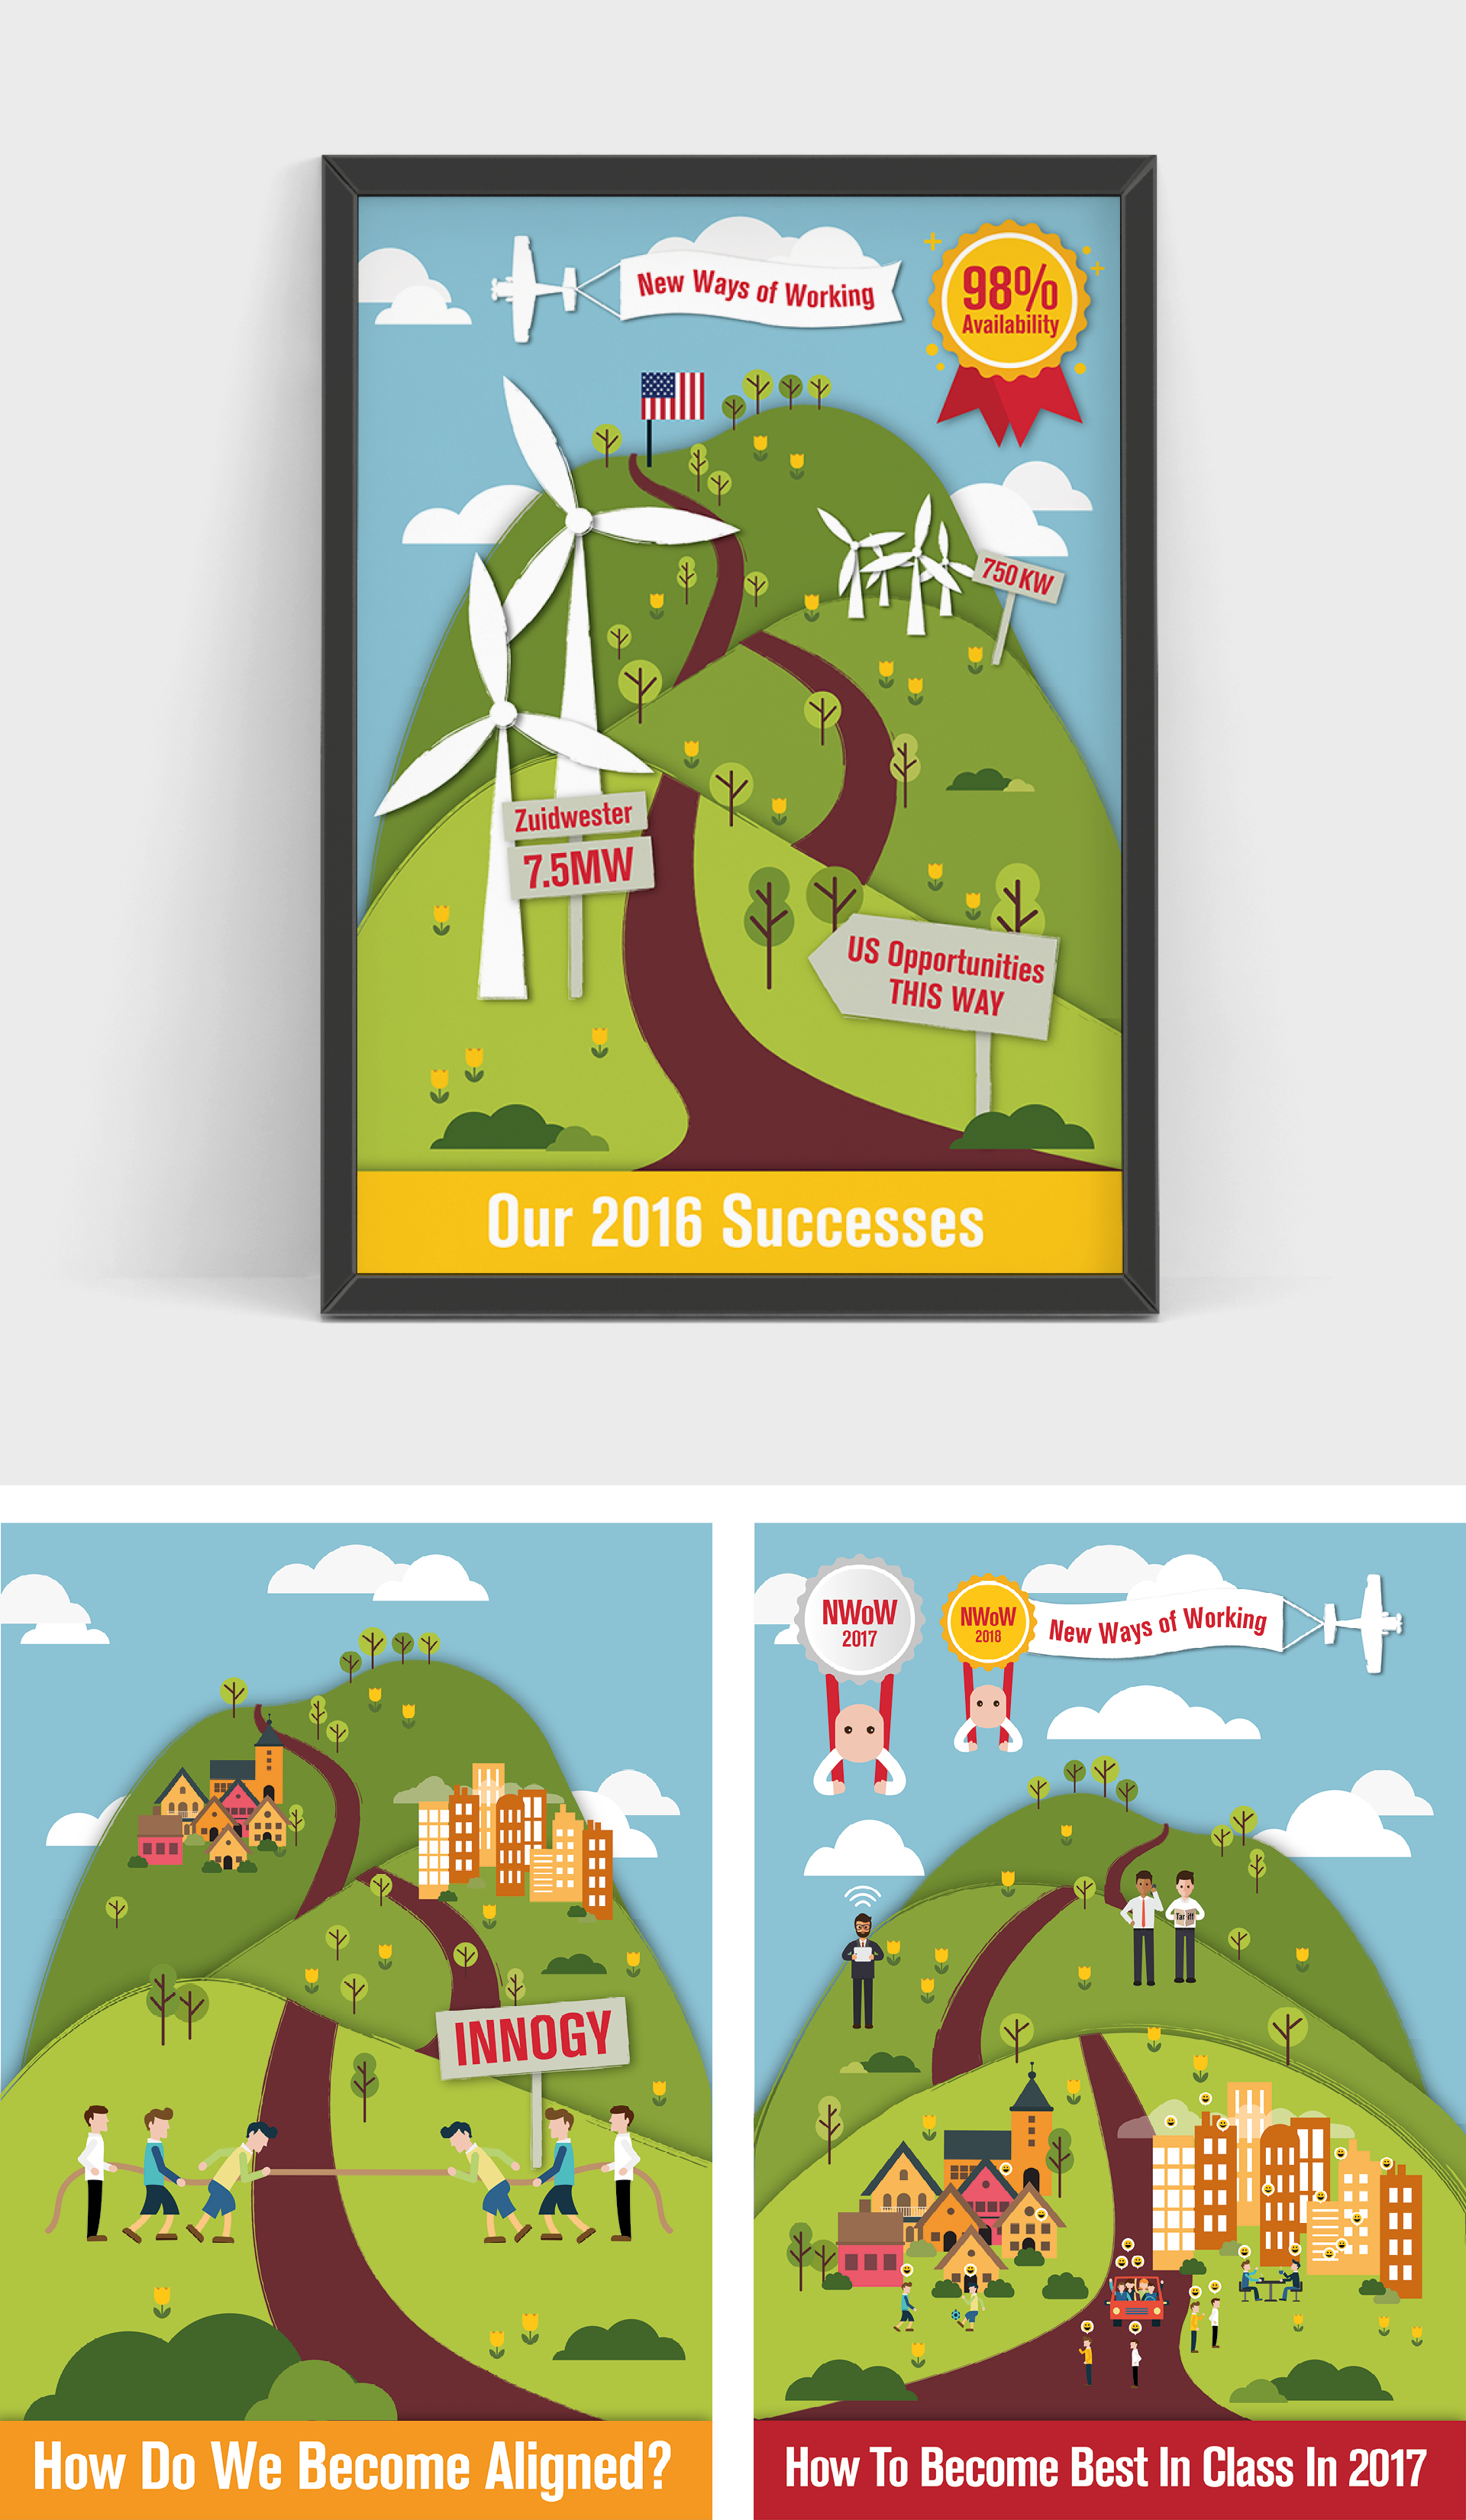 New Ways of Working
98%
Availability
750 KW
Zuidwester
7.5MW
US Opportunities
THIS WAY
Our 2016 Successes
INNOGY
How Do We Become Aligned?
NWoW
2017
NWoW
2018
New Ways of Working
Tariff
How To Become Best In Class In 2017